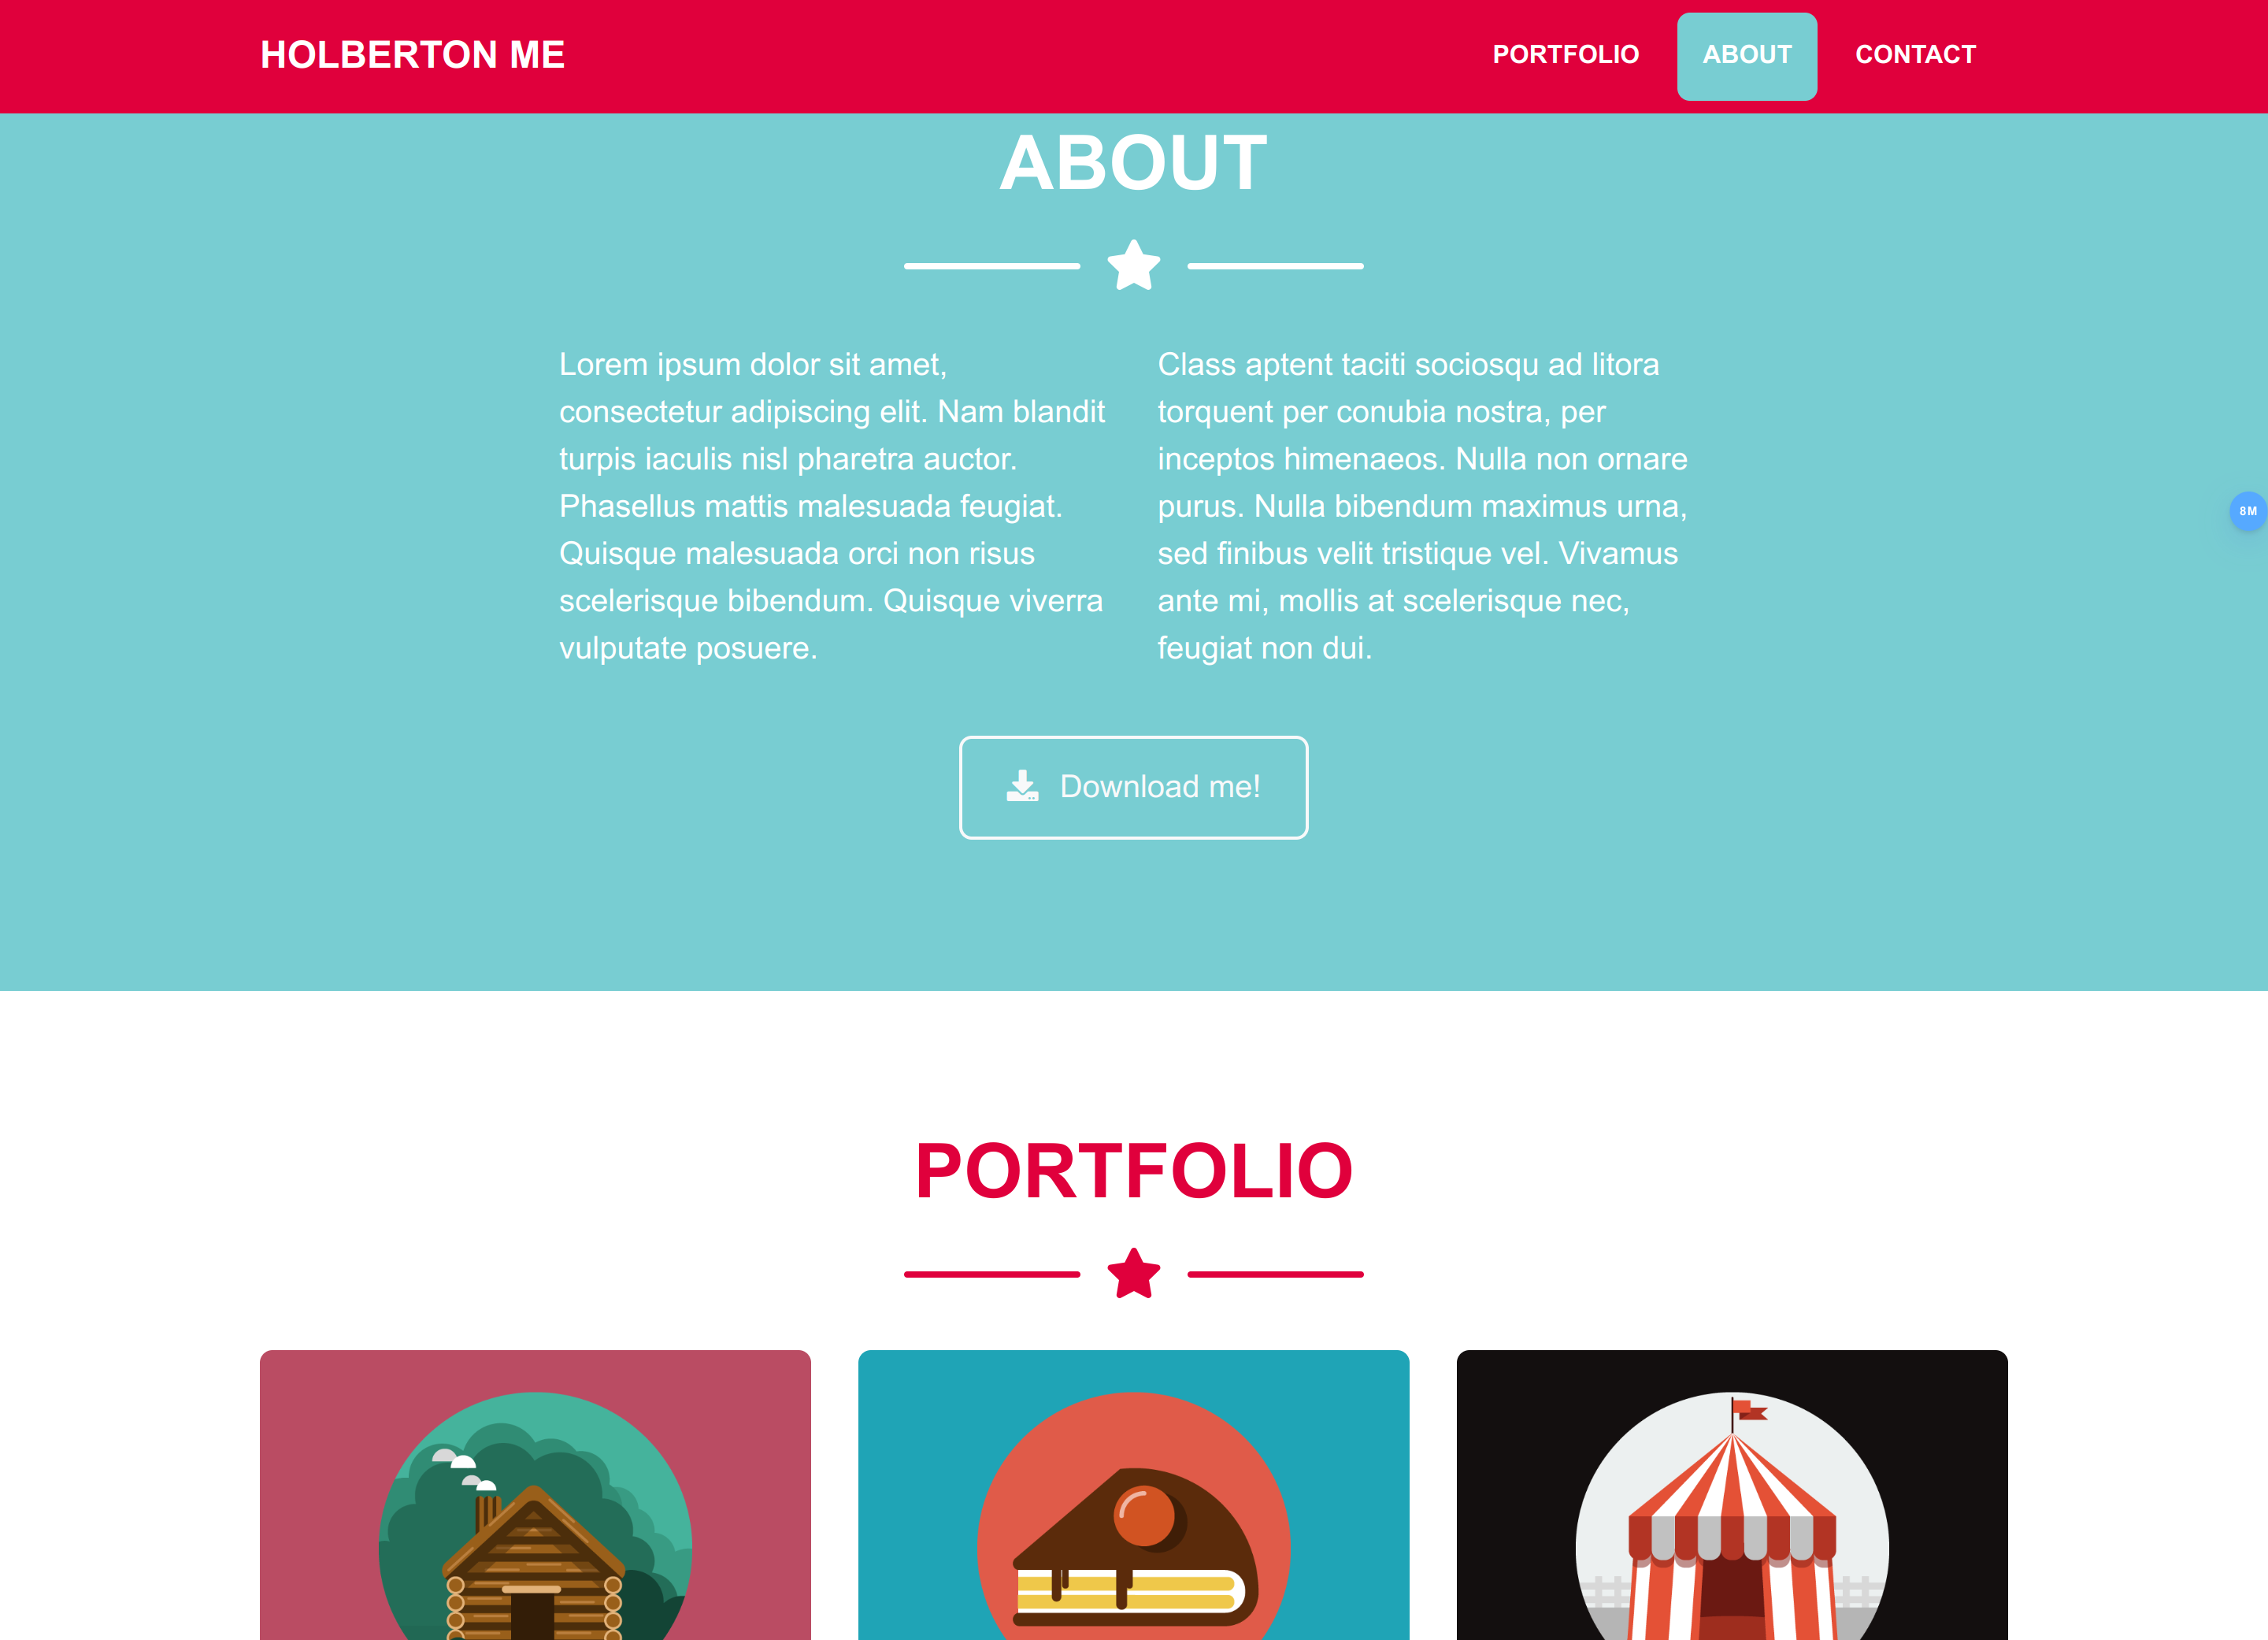 HOLBERTON ME
PORTFOLIO
ABOUT
CONTACT
ABOUT
Lorem ipsum dolor sit amet,
consectetur adipiscing elit. Nam blandit
turpis iaculis nisl pharetra auctor.
Phasellus mattis malesuada feugiat.
Quisque malesuada orci non risus
scelerisque bibendum. Quisque viverra
vulputate posuere.
Class aptent taciti sociosqu ad litora
torquent per conubia nostra, per
inceptos himenaeos. Nulla non ornare
purus. Nulla bibendum maximus urna,
sed finibus velit tristique vel. Vivamus
ante mi, mollis at scelerisque nec,
feugiat non dui.
8M
Download me!
PORTFOLIO